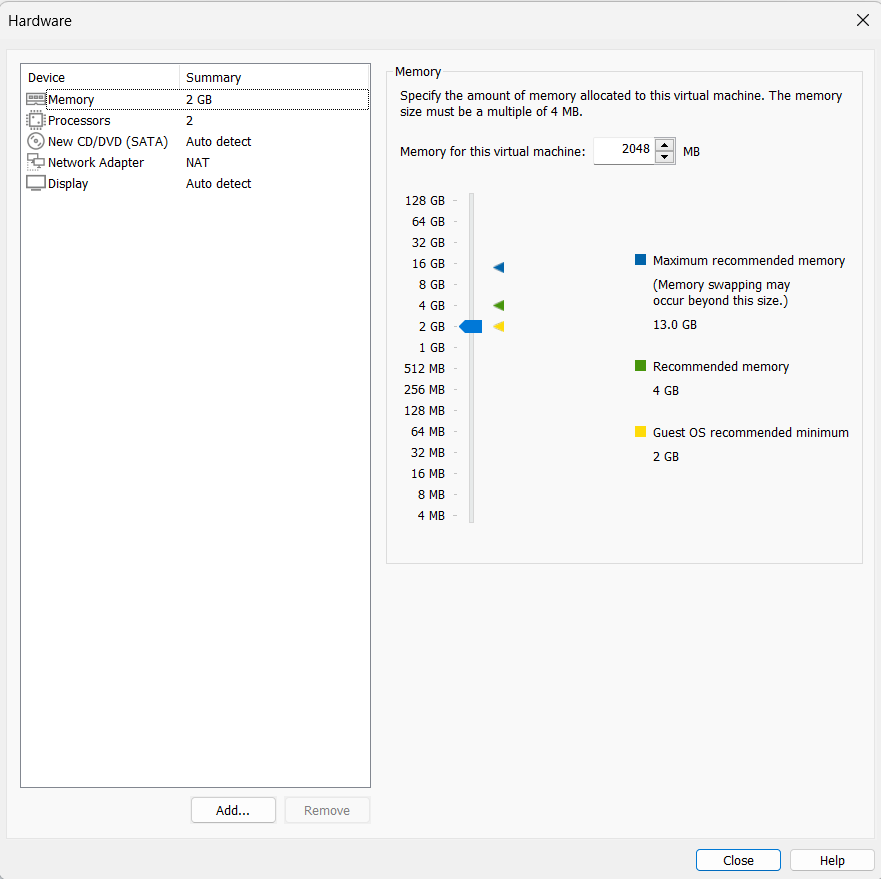 Hardware
Device Summary
Memory 2 GB
Processors 2
New CD/DVD (SATA) Auto detect
Network Adapter NAT
Display Auto detect
Add...
Remove
Memory
Specify the amount of memory allocated to this virtual machine. The memory
size must be a multiple of 4 MB.
Memory for this virtual machine: 2048 MB
128 GB
64 GB
32 GB
16 GB
8 GB
4 GB
2 GB
1 GB
512 MB
256 MB
128 MB
64 MB
32 MB
16 MB
8 MB
4 MB
Maximum recommended memory
(Memory swapping may
occur beyond this size.)
13.0 GB
Recommended memory
4 GB
Guest OS recommended minimum
2 GB
Close
Help